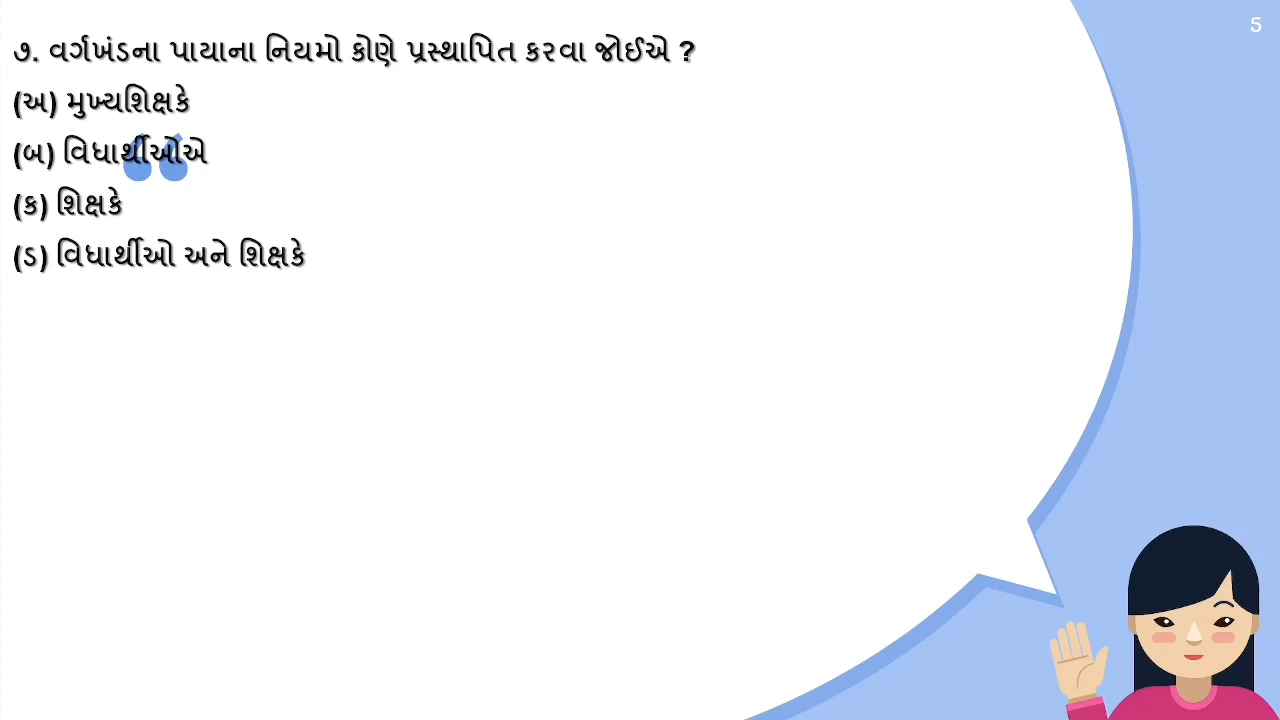 5
૭. વર્ગખંડના પાયાના નિયમો કોણે પ્રસ્થાપિત કરવા જોઈએ ?
(અ) મુખ્યશિક્ષકે
(બ) વિધાર્થીઓએ
(ક) શિક્ષકે
(ડ) વિધાર્થીઓ અને શિક્ષકે